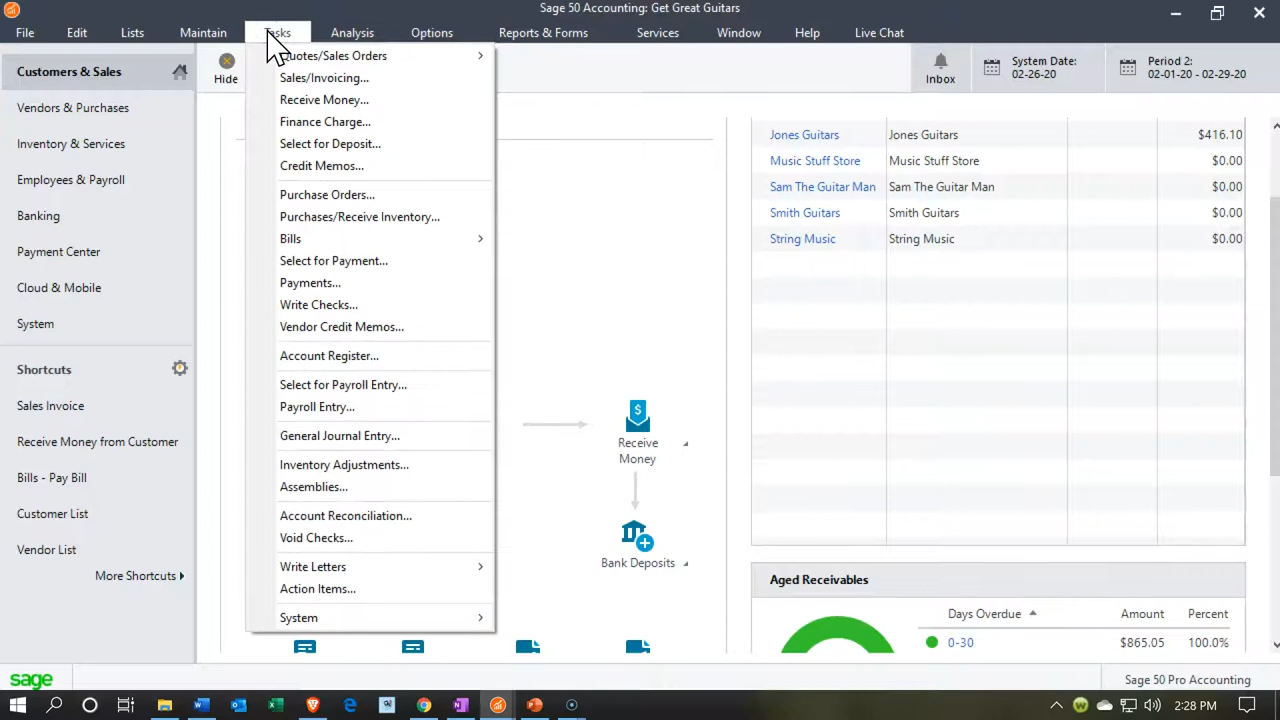 Sage 50 Accounting: Get Great Guitars
File Edit Lists Maintain Tasks Analysis Options Reports & Forms Services Window Help Live Chat
Customers & Sales
Vendors & Purchases
Inventory & Services
Employees & Payroll
Banking
Payment Center
Cloud & Mobile
System
Shortcuts
Sales Invoice
Receive Money from Customer
Bills - Pay Bill
Customer List
Vendor List
More Shortcuts
sage
Hide
Quotes/Sales Orders
Sales/Invoicing...
Receive Money...
Finance Charge...
Select for Deposit...
Credit Memos...
Purchase Orders...
Purchases/Receive Inventory...
Bills
Select for Payment...
Payments...
Write Checks...
Vendor Credit Memos...
Account Register...
Select for Payroll Entry...
Payroll Entry...
General Journal Entry...
Inventory Adjustments...
Assemblies...
Account Reconciliation...
Void Checks...
Write Letters
Action Items...
System
Receive
Money
Bank Deposits
Inbox
System Date:
02-26-20
Period 2:
02-01-20 - 02-29-20
Jones Guitars Jones Guitars $416.10
Music Stuff Store Music Stuff Store $0.00
Sam The Guitar Man Sam The Guitar Man $0.00
Smith Guitars Smith Guitars $0.00
String Music String Music $0.00
Aged Receivables
Days Overdue Amount Percent
0-30 $865.05 100.0%
Sage 50 Pro Accounting
2:28 PM